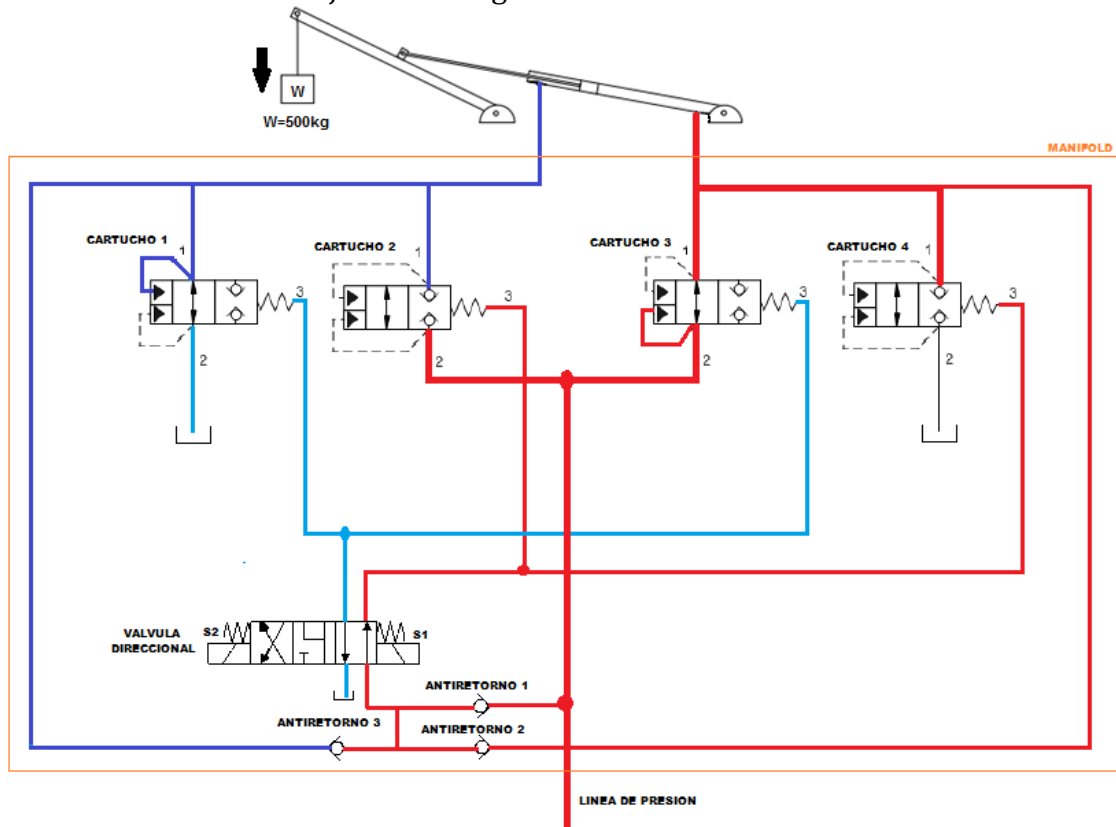 W
W=500kg
MANIFOLD
CARTUCHO 1
1
CARTUCHO 2
1
CARTUCHO 3
1
CARTUCHO 4
1
3
3
3
3
2
2
2
2
VALVULA
DIRECCIONAL
S2
S1
ANTIRETORNO 1
ANTIRETORNO 3
ANTIRETORNO 2
LINEA DE PRESION